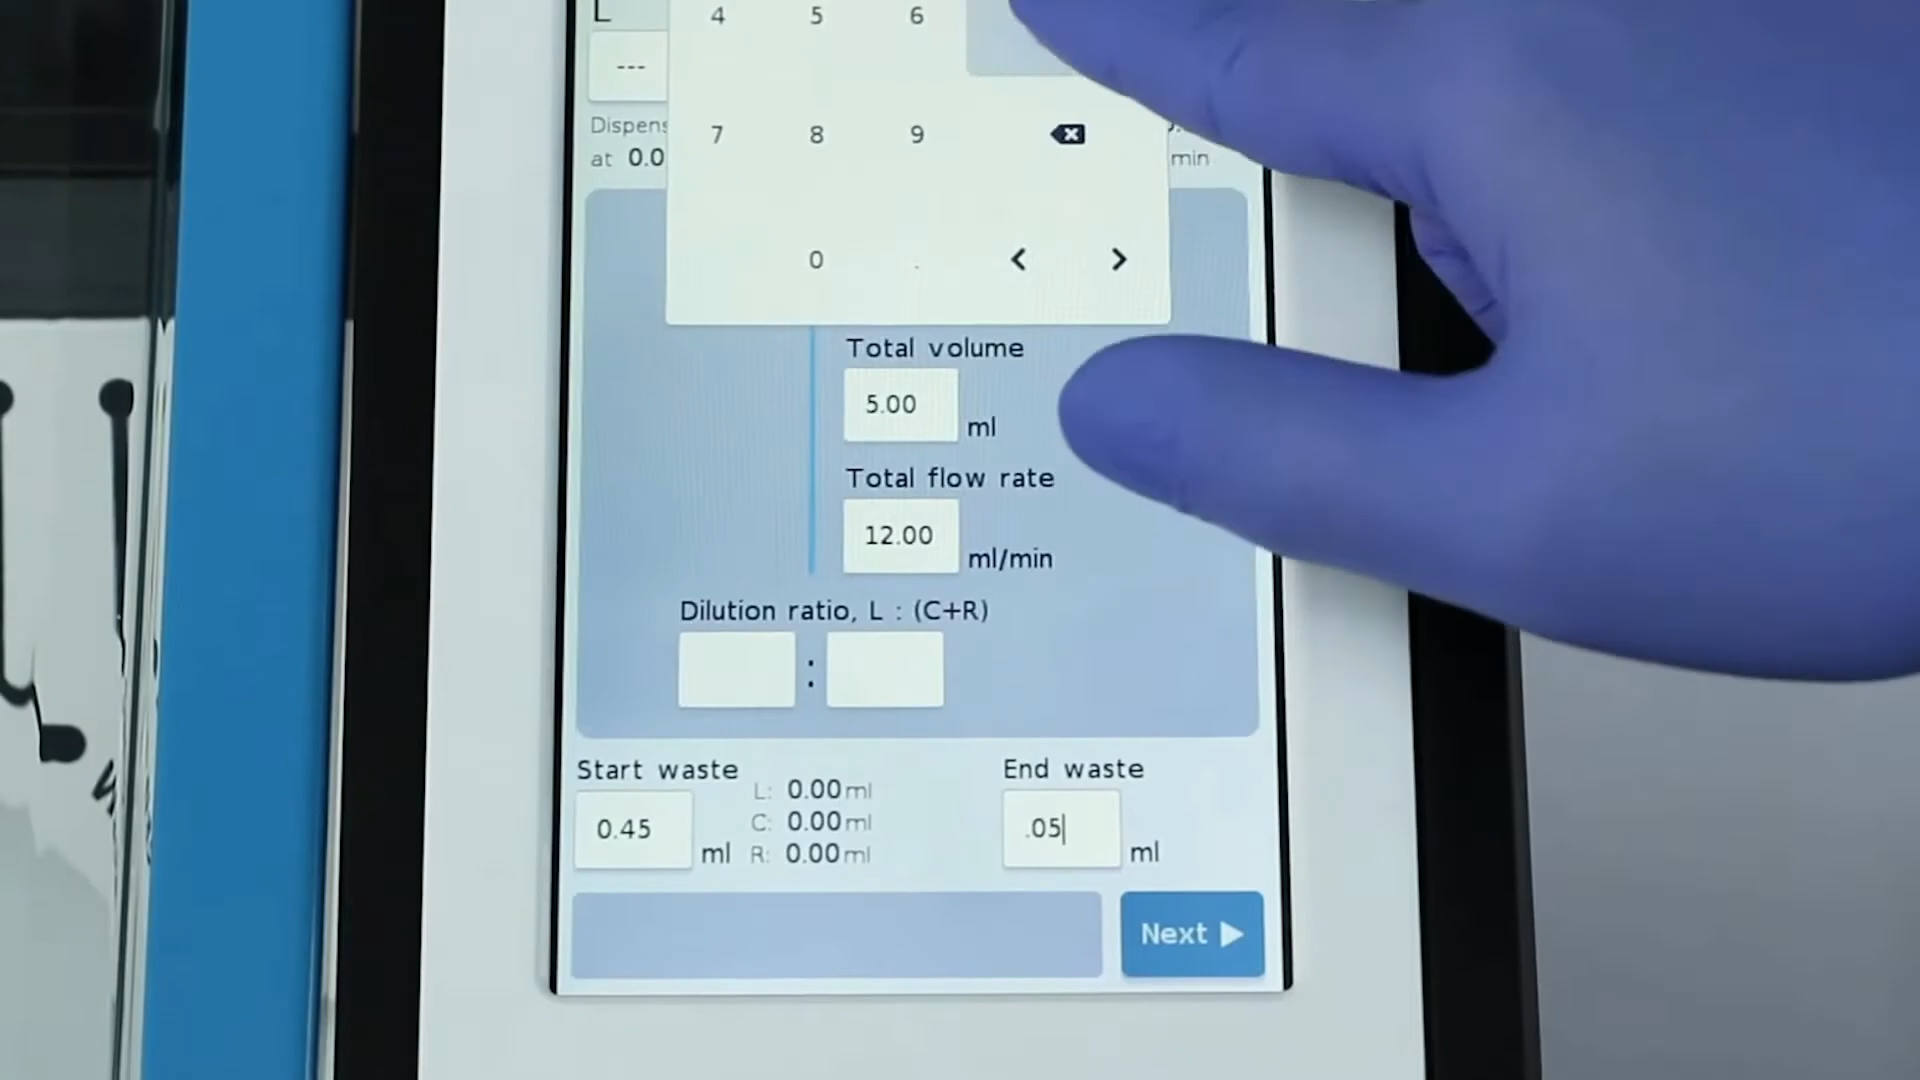 L
4 5 6
---
7 8 9
Dispens
at 0.0
min
0 . < >
Total volume
5.00 ml
Total flow rate
12.00 ml/min
Dilution ratio, L : (C+R)
:
Start waste
0.45 ml
L: 0.00 ml
C: 0.00 ml
R: 0.00 ml
End waste
.05 ml
Next